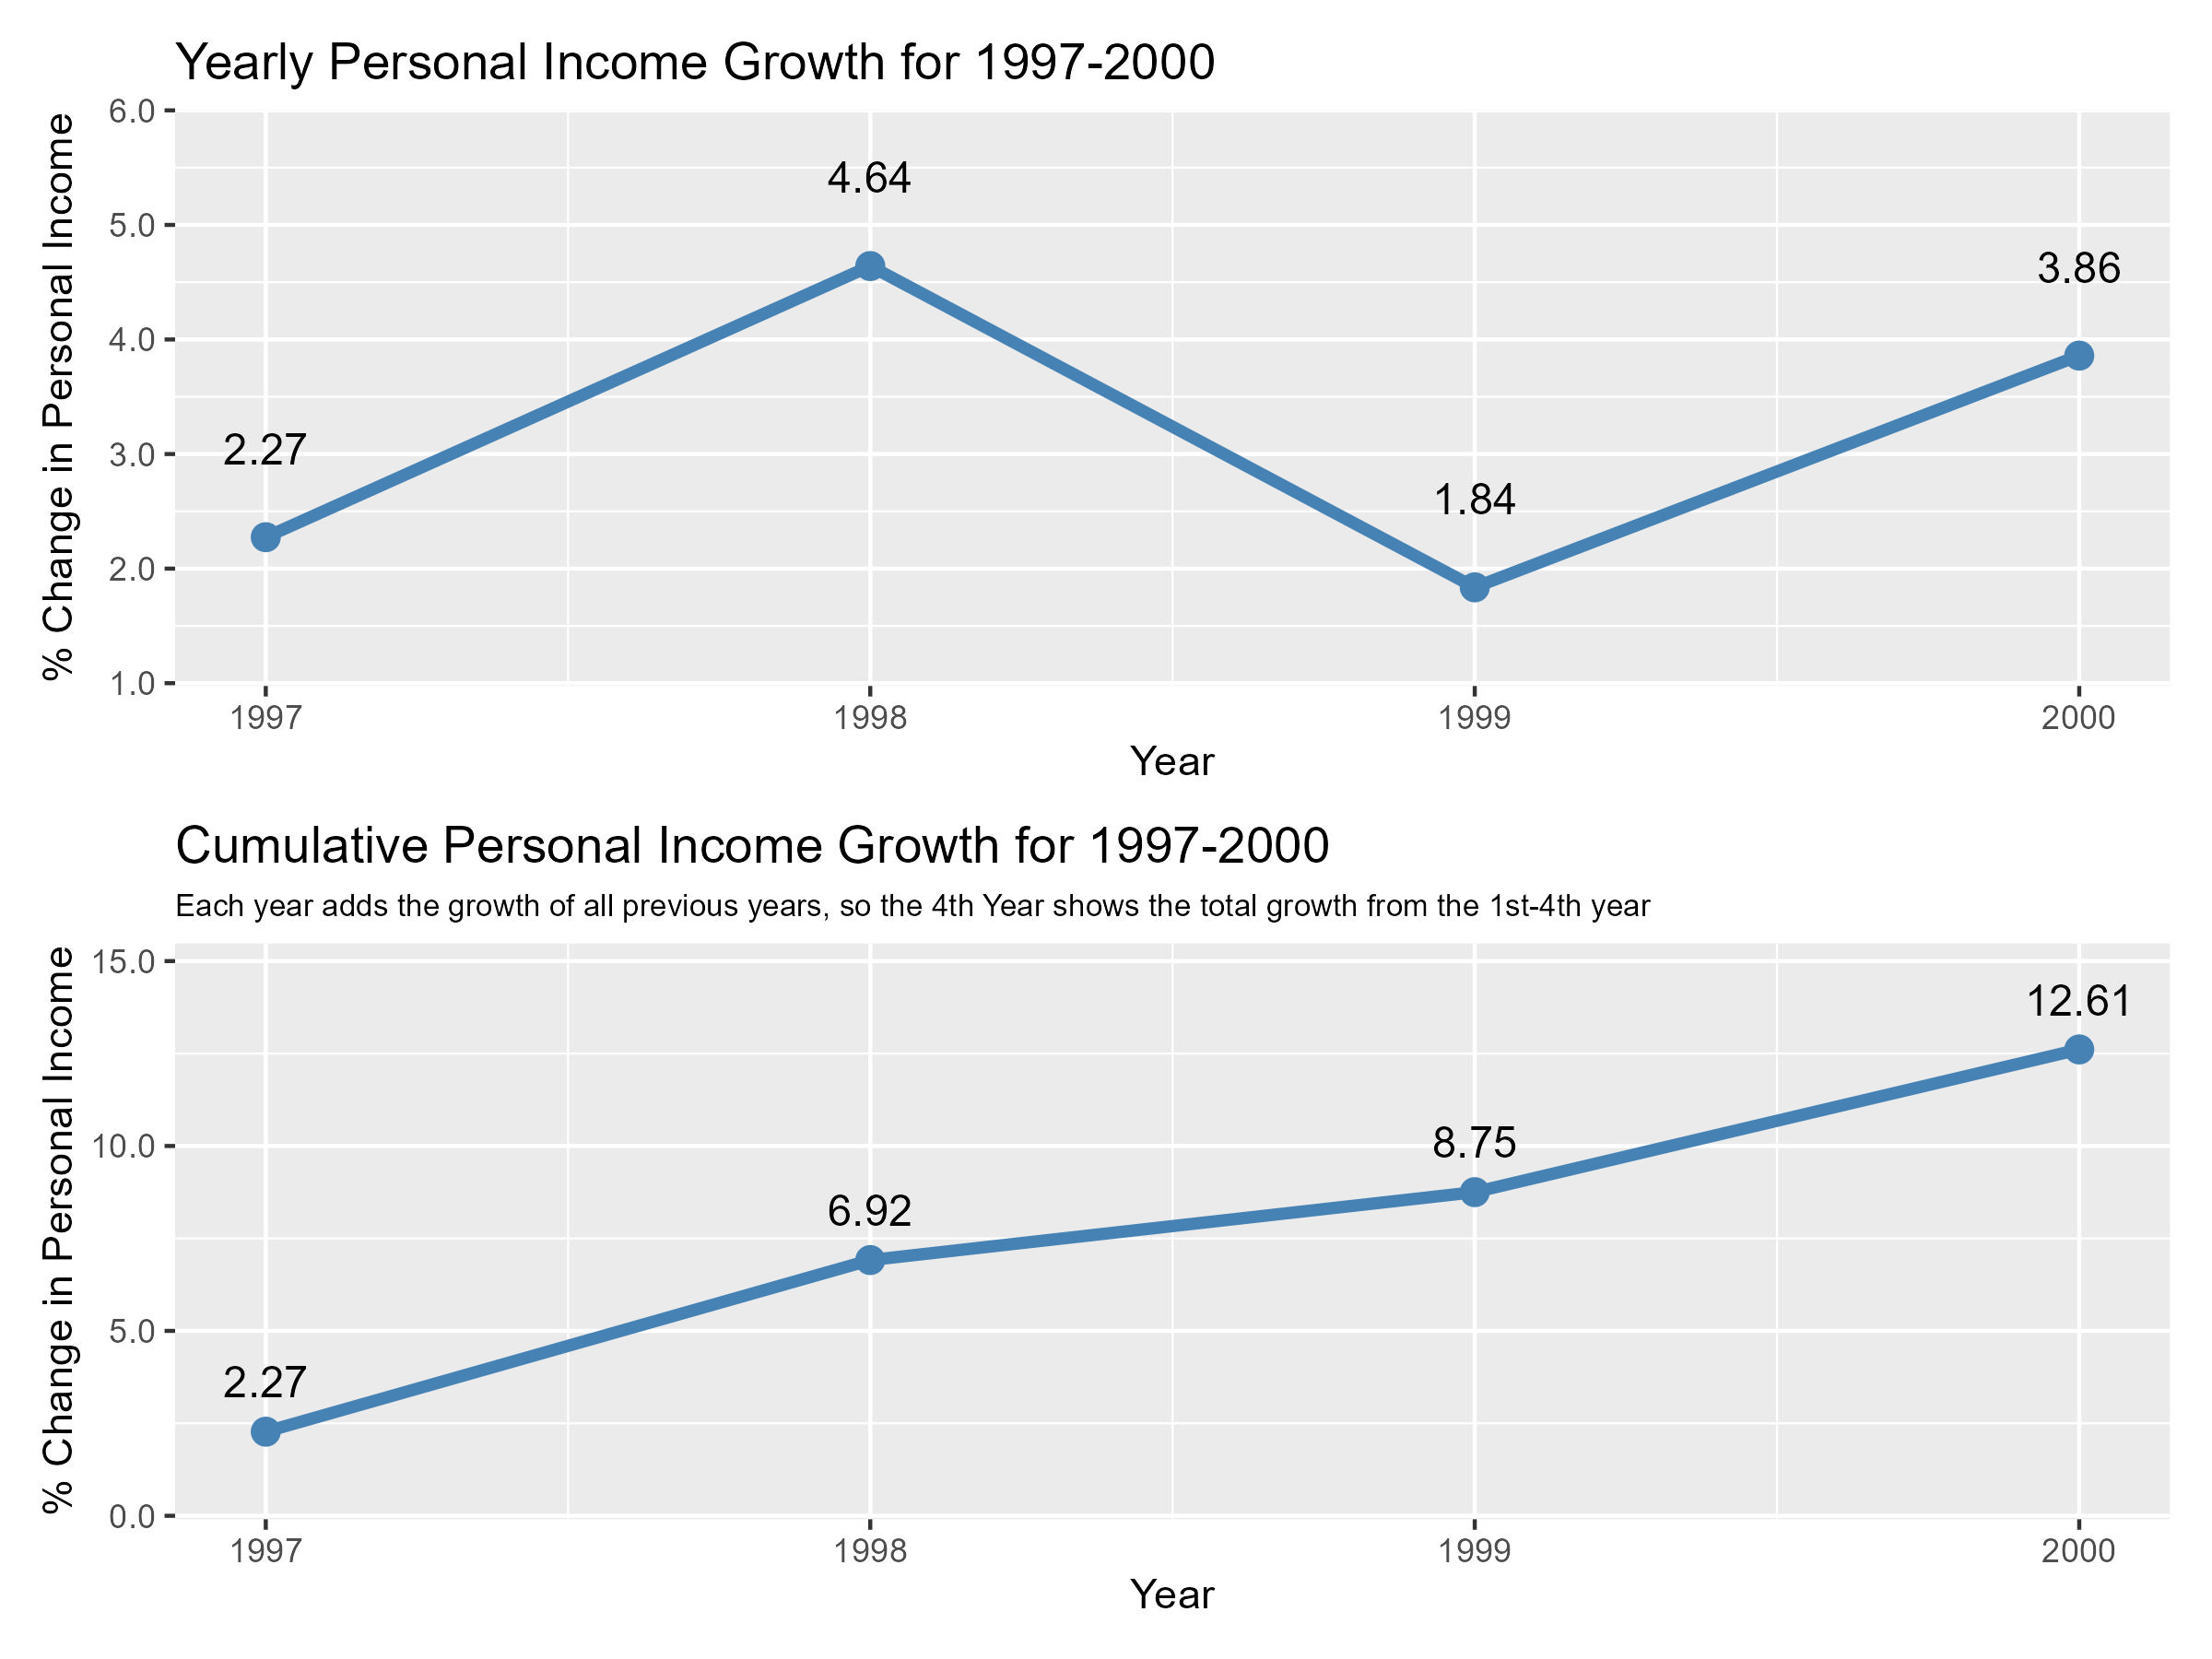 Yearly Personal Income Growth for 1997-2000
% Change in Personal Income
6.0
5.0
4.0
3.0
2.0
1.0
2.27
4.64
1.84
3.86
1997 1998 1999 2000
Year
Cumulative Personal Income Growth for 1997-2000
Each year adds the growth of all previous years, so the 4th Year shows the total growth from the 1st-4th year
% Change in Personal Income
15.0
10.0
5.0
0.0
2.27
6.92
8.75
12.61
1997 1998 1999 2000
Year